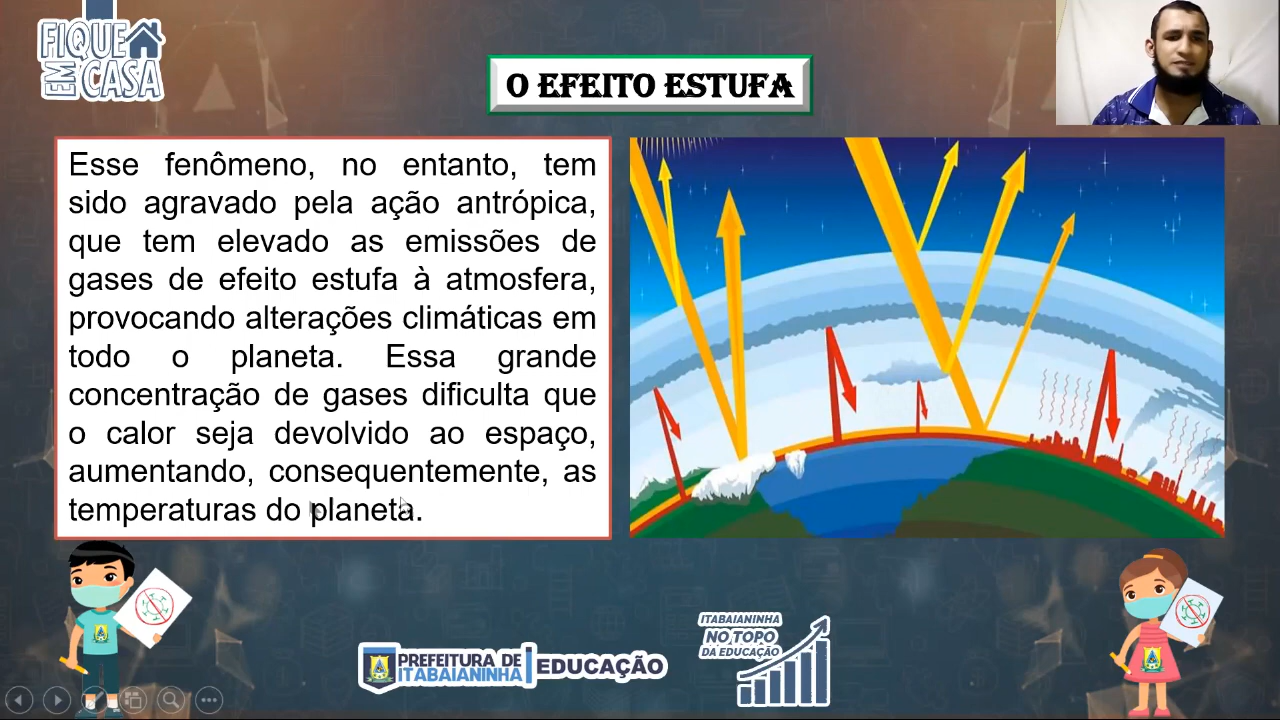 FIQUE
EM CASA
O EFEITO ESTUFA
Esse fenômeno, no entanto, tem
sido agravado pela ação antrópica,
que tem elevado as emissões de
gases de efeito estufa à atmosfera,
provocando alterações climáticas em
todo o planeta. Essa grande
concentração de gases dificulta que
o calor seja devolvido ao espaço,
aumentando, consequentemente, as
temperaturas do planeta.
PREFEITURA DE
ITABAIANINHA
EDUCAÇÃO
ITABAIANINHA
NO TOPO
DA EDUCAÇÃO